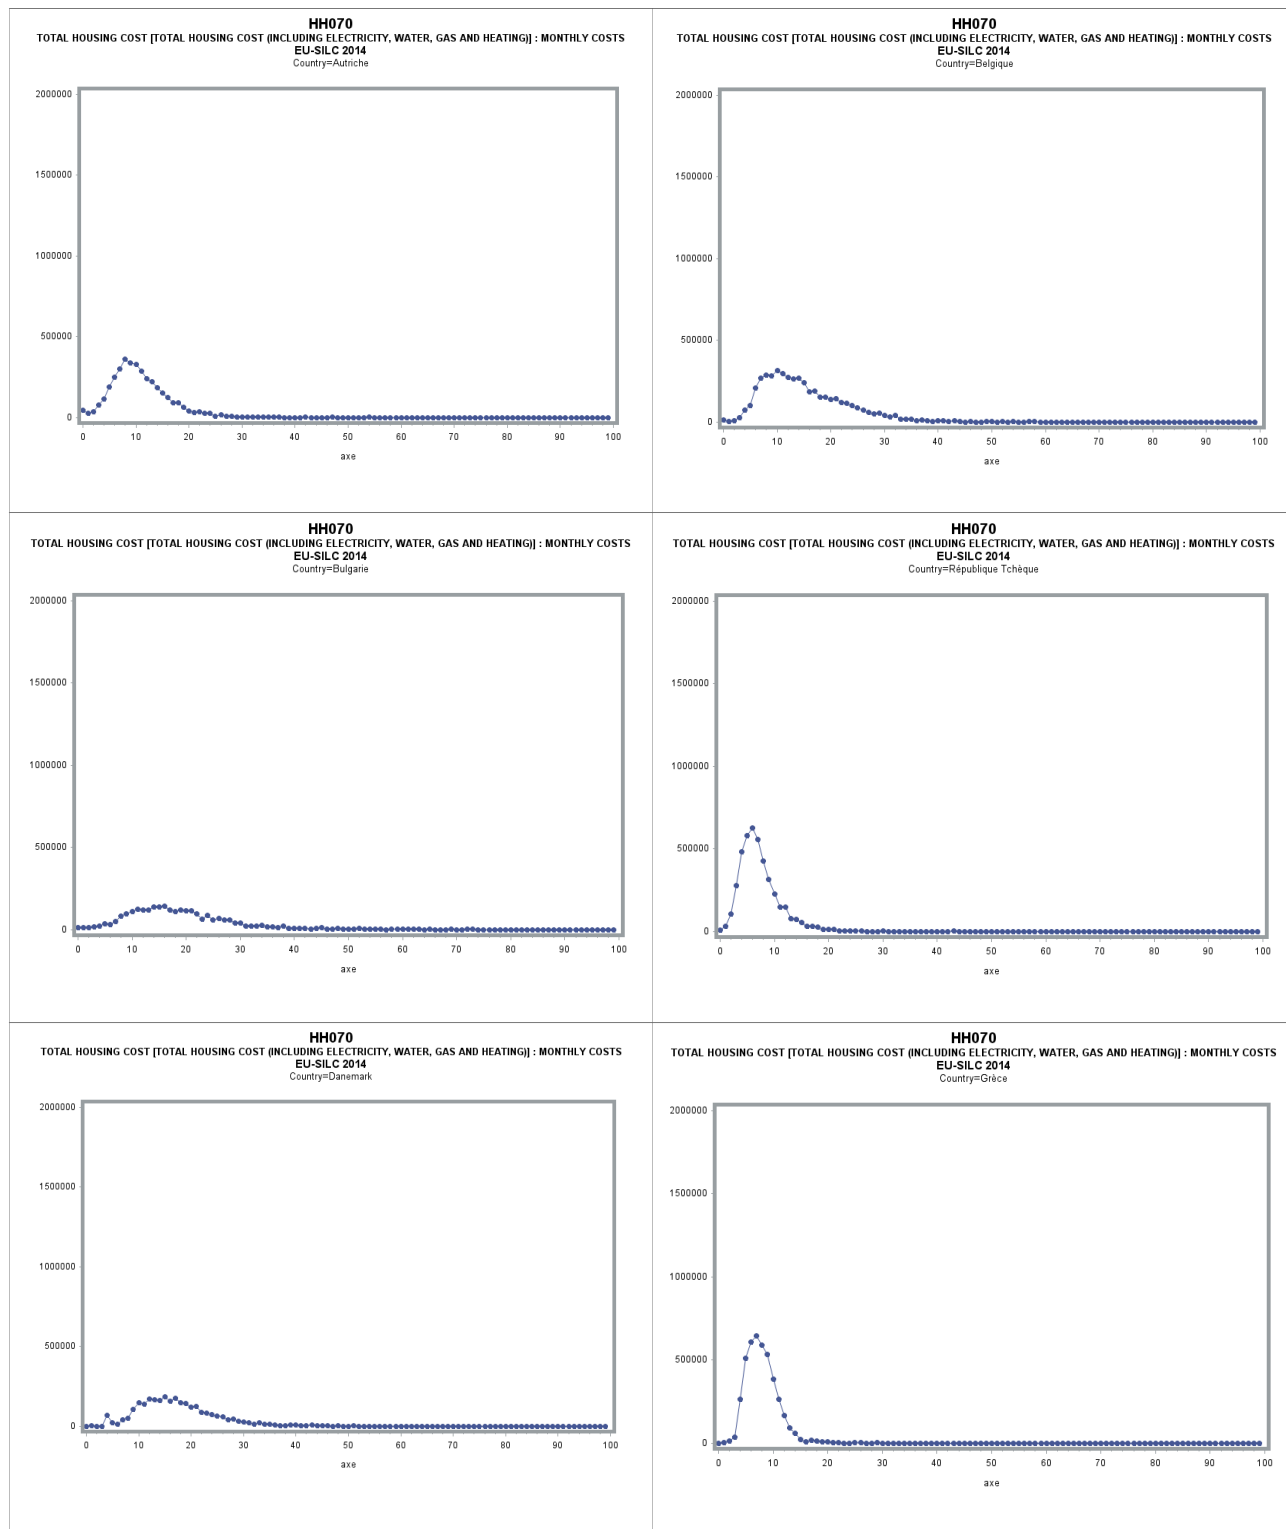 HH070
TOTAL HOUSING COST [TOTAL HOUSING COST (INCLUDING ELECTRICITY, WATER, GAS AND HEATING)] : MONTHLY COSTS
EU-SILC 2014
Country=Autriche
2000000
1500000
1000000
500000
0
0 10 20 30 40 50 60 70 80 90 100
axe
HH070
TOTAL HOUSING COST [TOTAL HOUSING COST (INCLUDING ELECTRICITY, WATER, GAS AND HEATING)] : MONTHLY COSTS
EU-SILC 2014
Country=Belgique
2000000
1500000
1000000
500000
0
0 10 20 30 40 50 60 70 80 90 100
axe
HH070
TOTAL HOUSING COST [TOTAL HOUSING COST (INCLUDING ELECTRICITY, WATER, GAS AND HEATING)] : MONTHLY COSTS
EU-SILC 2014
Country=Bulgarie
2000000
1500000
1000000
500000
0
0 10 20 30 40 50 60 70 80 90 100
axe
HH070
TOTAL HOUSING COST [TOTAL HOUSING COST (INCLUDING ELECTRICITY, WATER, GAS AND HEATING)] : MONTHLY COSTS
EU-SILC 2014
Country=République Tchèque
2000000
1500000
1000000
500000
0
0 10 20 30 40 50 60 70 80 90 100
axe
HH070
TOTAL HOUSING COST [TOTAL HOUSING COST (INCLUDING ELECTRICITY, WATER, GAS AND HEATING)] : MONTHLY COSTS
EU-SILC 2014
Country=Danemark
2000000
1500000
1000000
500000
0
0 10 20 30 40 50 60 70 80 90 100
axe
HH070
TOTAL HOUSING COST [TOTAL HOUSING COST (INCLUDING ELECTRICITY, WATER, GAS AND HEATING)] : MONTHLY COSTS
EU-SILC 2014
Country=Grèce
2000000
1500000
1000000
500000
0
0 10 20 30 40 50 60 70 80 90 100
axe